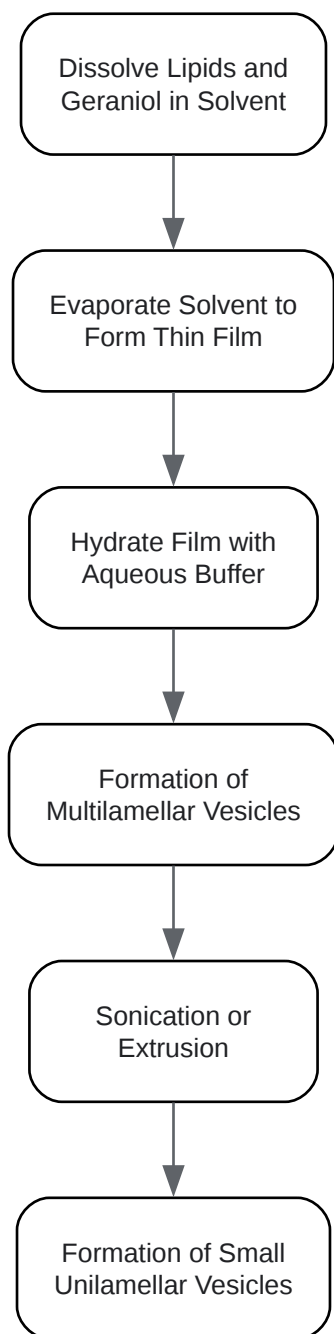 Dissolve Lipids and
Geraniol in Solvent
Evaporate Solvent to
Form Thin Film
Hydrate Film with
Aqueous Buffer
Formation of
Multilamellar Vesicles
Sonication or
Extrusion
Formation of Small
Unilamellar Vesicles